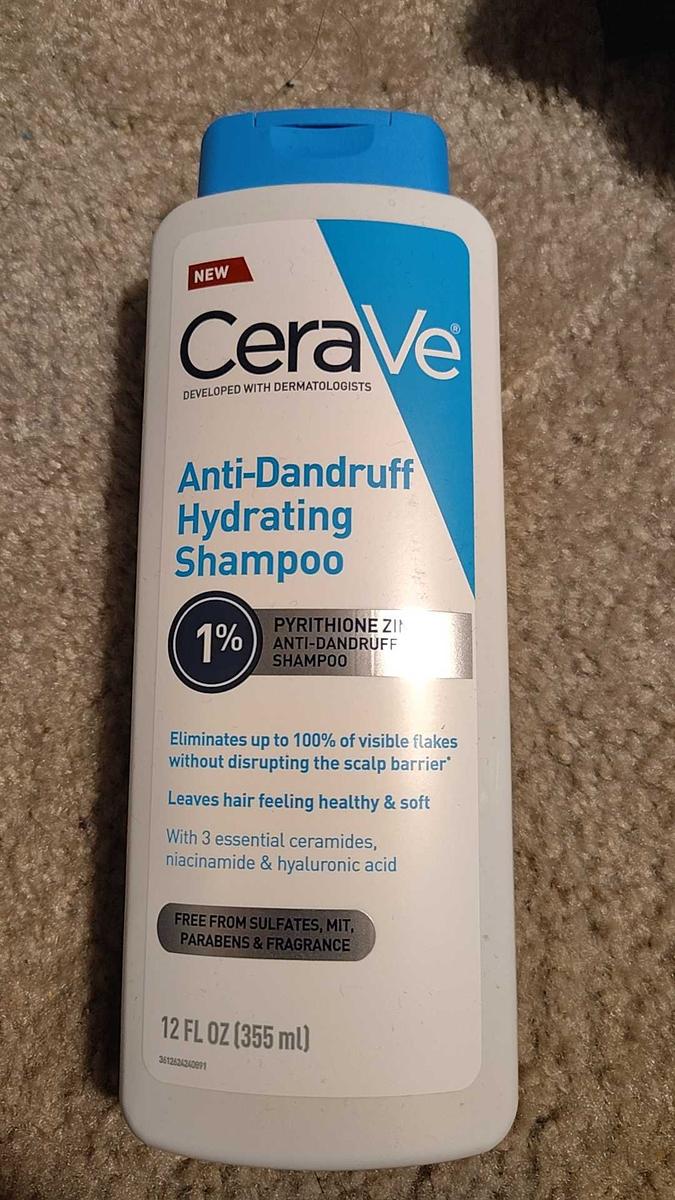 NEW
CeraVe®
DEVELOPED WITH DERMATOLOGISTS
Anti-Dandruff
Hydrating
Shampoo
1%
PYRITHIONE
ANTI-DANDRUFF
SHAMPOO
Eliminates up to 100% of visible flakes
without disrupting the scalp barrier*
Leaves hair feeling healthy & soft
With 3 essential ceramides,
niacinamide & hyaluronic acid
FREE FROM SULFATES, MIT,
PARABENS & FRAGRANCE
12 FL OZ (355 ml)